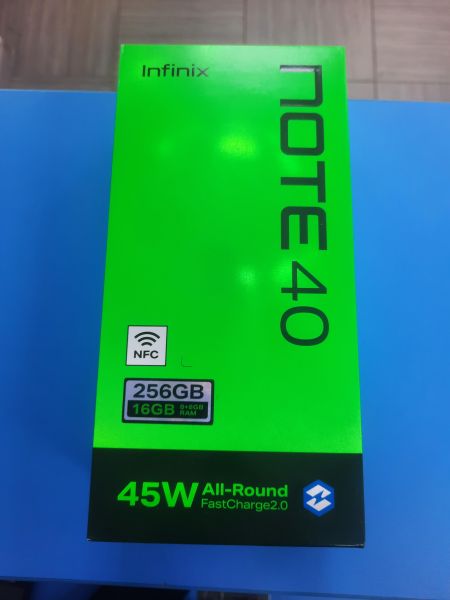 Infinix
NOTE 40
NFC
256GB
16GB 8+8GB RAM
45W All-Round FastCharge2.0